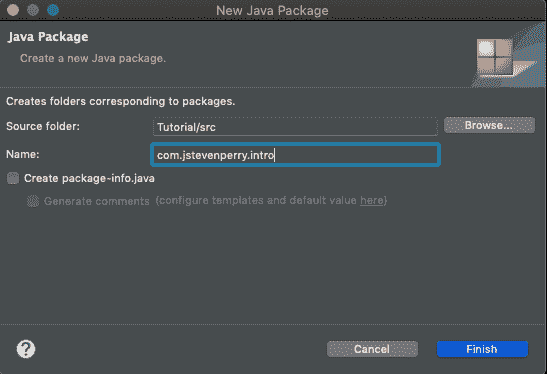 New Java Package
Java Package
Create a new Java package.
Creates folders corresponding to packages.
Source folder: Tutorial/src Browse...
Name: com.jstevenperry.intro
Create package-info.java
Generate comments (configure templates and default value here)
? Cancel Finish